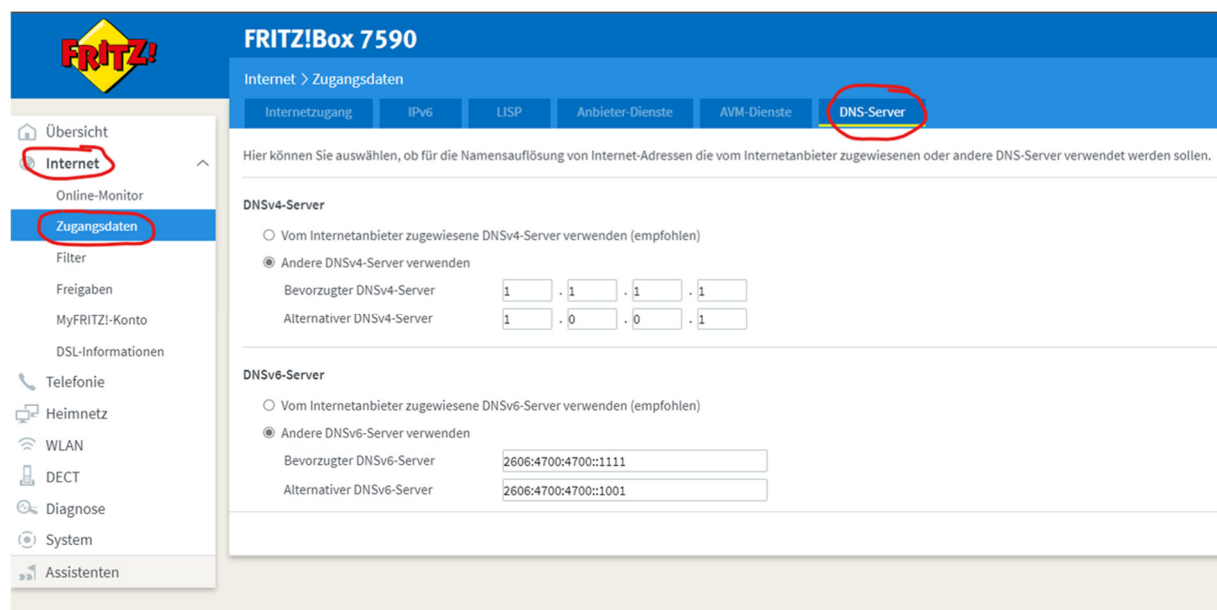 FRITZ!
FRITZ!Box 7590
Internet > Zugangsdaten
Internetzugang IPv6 LISP Anbieter-Dienste AVM-Dienste DNS-Server
Übersicht
Internet
Online-Monitor
Zugangsdaten
Filter
Freigaben
MyFRITZ!-Konto
DSL-Informationen
Telefonie
Heimnetz
WLAN
DECT
Diagnose
System
Assistenten
Hier können Sie auswählen, ob für die Namensauflösung von Internet-Adressen die vom Internetanbieter zugewiesenen oder andere DNS-Server verwendet werden sollen.
DNSv4-Server
Vom Internetanbieter zugewiesene DNSv4-Server verwenden (empfohlen)
Andere DNSv4-Server verwenden
Bevorzugter DNSv4-Server 1 . 1 . 1 . 1
Alternativer DNSv4-Server 1 . 0 . 0 . 1
DNSv6-Server
Vom Internetanbieter zugewiesene DNSv6-Server verwenden (empfohlen)
Andere DNSv6-Server verwenden
Bevorzugter DNSv6-Server 2606:4700:4700::1111
Alternativer DNSv6-Server 2606:4700:4700::1001